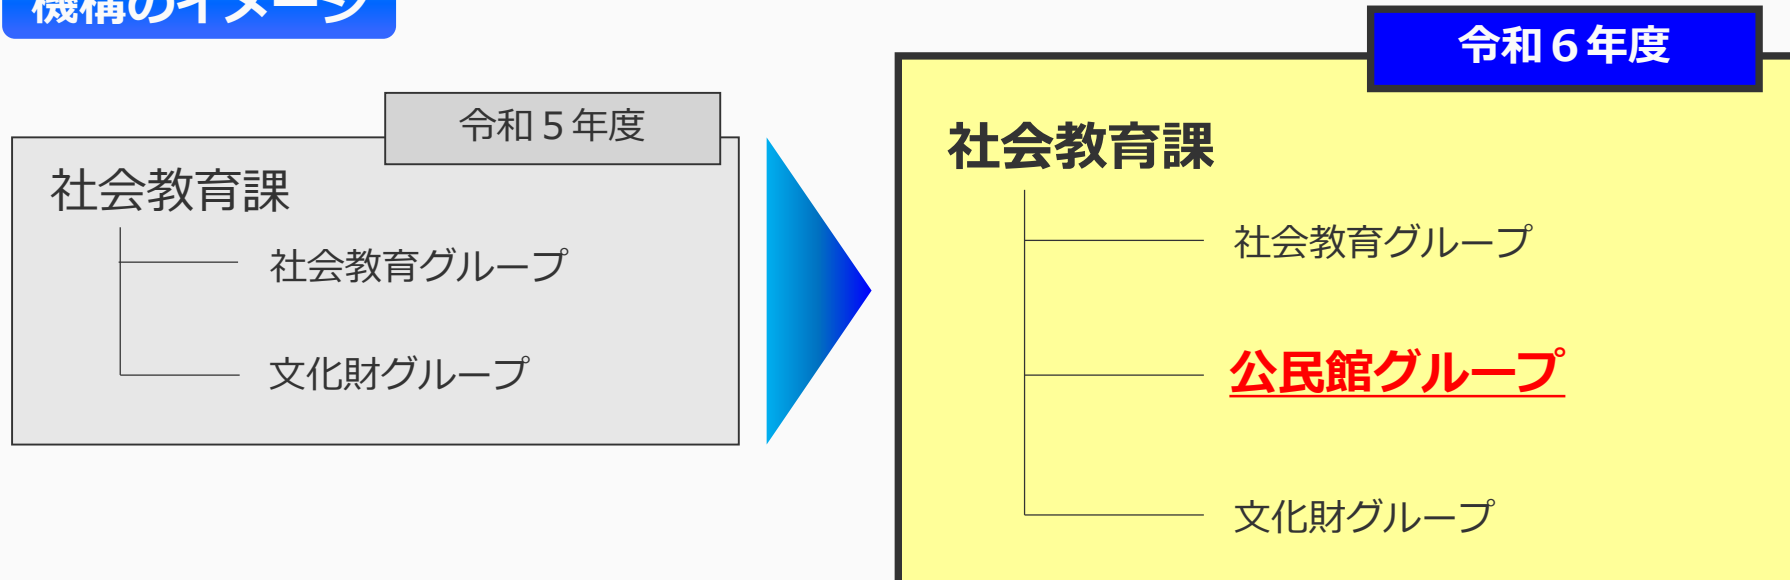 機構のイメージ
令和５年度
社会教育課
社会教育グループ
文化財グループ
令和６年度
社会教育課
社会教育グループ
公民館グループ
文化財グループ